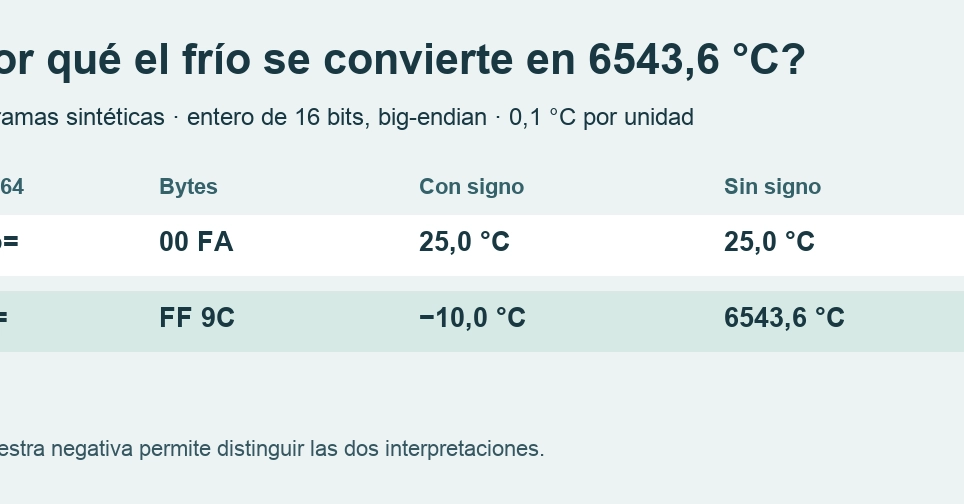 or qué el frío se convierte en 6543,6 °C?
ramas sintéticas · entero de 16 bits, big-endian · 0,1 °C por unidad
64 Bytes Con signo Sin signo
= 00 FA 25,0 °C 25,0 °C
= FF 9C −10,0 °C 6543,6 °C
estra negativa permite distinguir las dos interpretaciones.